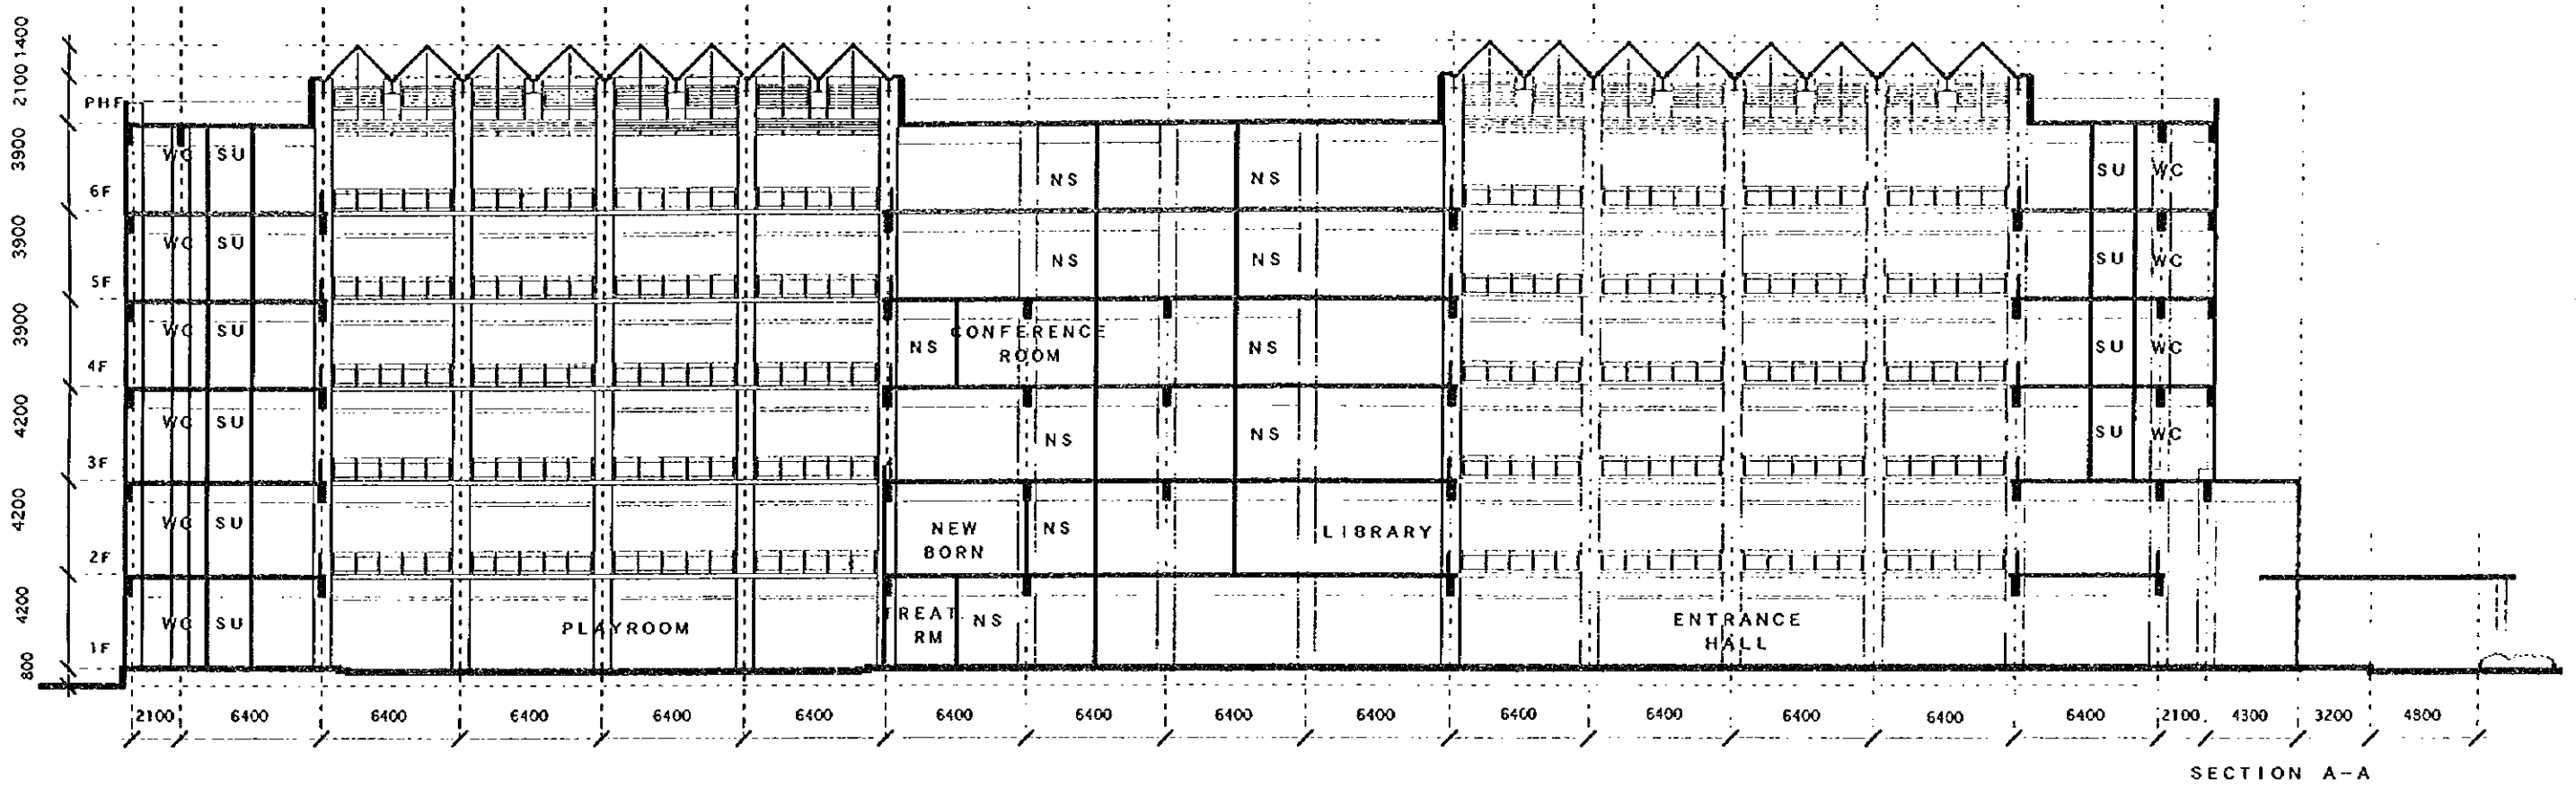 1400
2100
PHF
3900
WC SU NS NS SU WC
6F
3900
WC SU NS NS SU WC
5F
3900
WC SU NS CONFERENCE ROOM NS SU WC
4F
4200
WC SU NS NS SU WC
3F
4200
WC SU NEW BORN NS LIBRARY
2F
4200
WC SU PLAYROOM TREAT. RM NS ENTRANCE HALL
1F
800
2100 6400 6400 6400 6400 6400 6400 6400 6400 6400 6400 6400 6400 6400 6400 2100 4300 3200 4800
SECTION A-A